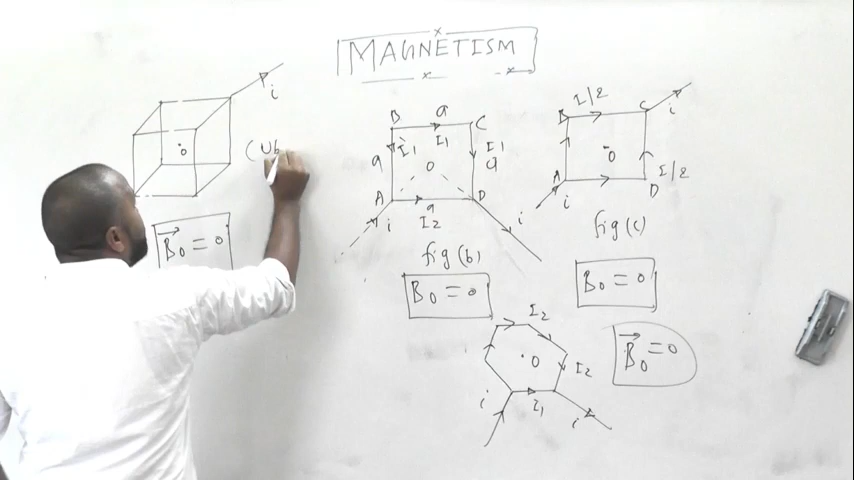 MAGNETISM
i
o
(Ub
B₀ = 0
B
a
C
I₁
I₁
I₁
a
a
O
A
a
D
i
I₂
i
fig (b)
B₀ = 0
I/2
B
C
i
O
A
D
I/2
i
fig (c)
B₀ = 0
I₂
O
I₂
i
I₁
i
B₀ = 0